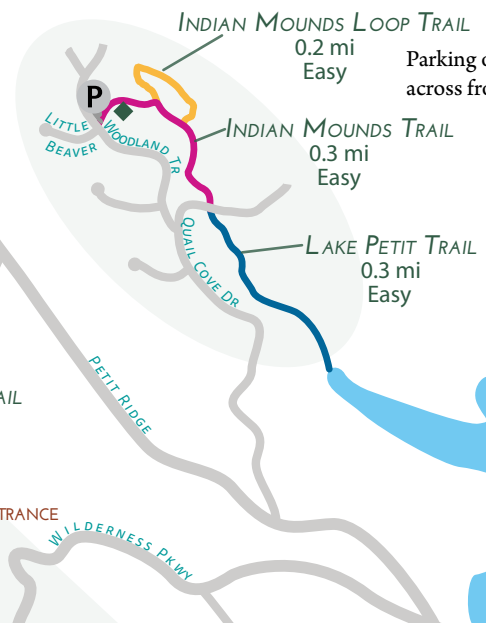 INDIAN MOUNDS LOOP TRAIL
0.2 mi
Easy
Parking o
across fro
P
LITTLE
BEAVER
WOODLAND TR
INDIAN MOUNDS TRAIL
0.3 mi
Easy
QUAIL COVE DR
LAKE PETIT TRAIL
0.3 mi
Easy
PETIT RIDGE
AIL
TRANCE
WILDERNESS PKWY